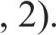 , 2).